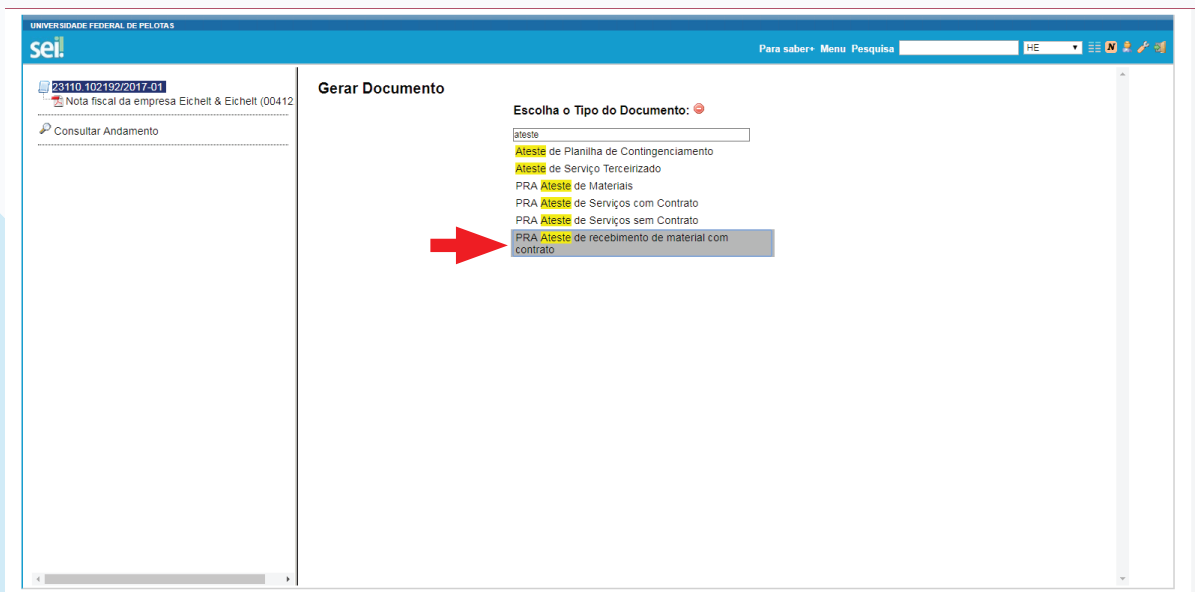 UNIVERSIDADE FEDERAL DE PELOTAS
sei!
Para saber+ Menu Pesquisa
HE
N
23110.102192/2017-01
Nota fiscal da empresa Eichelt & Eichelt (00412
Consultar Andamento
Gerar Documento
Escolha o Tipo do Documento:
ateste
Ateste de Planilha de Contingenciamento
Ateste de Serviço Terceirizado
PRA Ateste de Materiais
PRA Ateste de Serviços com Contrato
PRA Ateste de Serviços sem Contrato
PRA Ateste de recebimento de material com
contrato